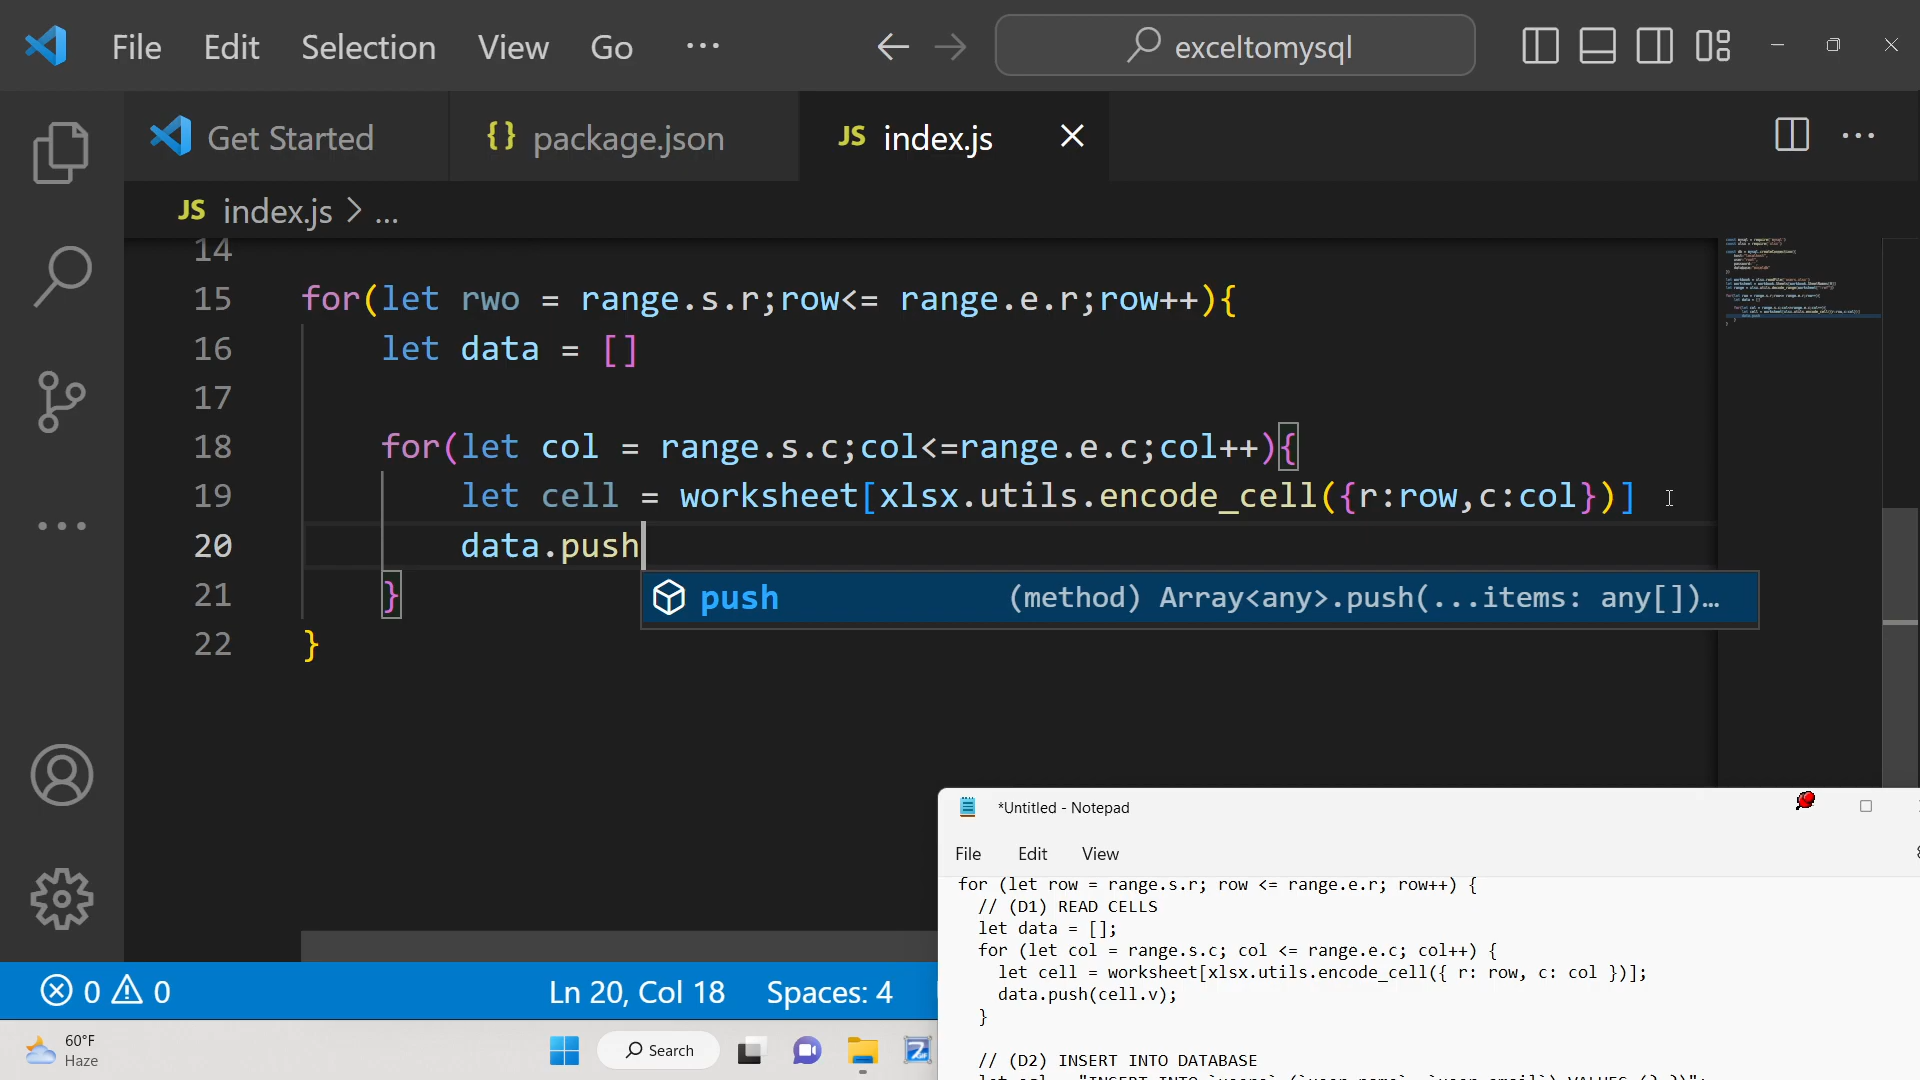 File Edit Selection View Go ...
exceltomysql
Get Started
{} package.json
JS index.js
JS index.js > ...
14
15 for(let rwo = range.s.r;row<= range.e.r;row++){
16 let data = []
17
18 for(let col = range.s.c;col<=range.e.c;col++){
19 let cell = worksheet[xlsx.utils.encode_cell({r:row,c:col})]
20 data.push
push (method) Array<any>.push(...items: any[])…
21 }
22 }
*Untitled - Notepad
File Edit View
for (let row = range.s.r; row <= range.e.r; row++) {
// (D1) READ CELLS
let data = [];
for (let col = range.s.c; col <= range.e.c; col++) {
let cell = worksheet[xlsx.utils.encode_cell({ r: row, c: col })];
data.push(cell.v);
}
// (D2) INSERT INTO DATABASE
0 0
Ln 20, Col 18
Spaces: 4
60°F
Haze
Search